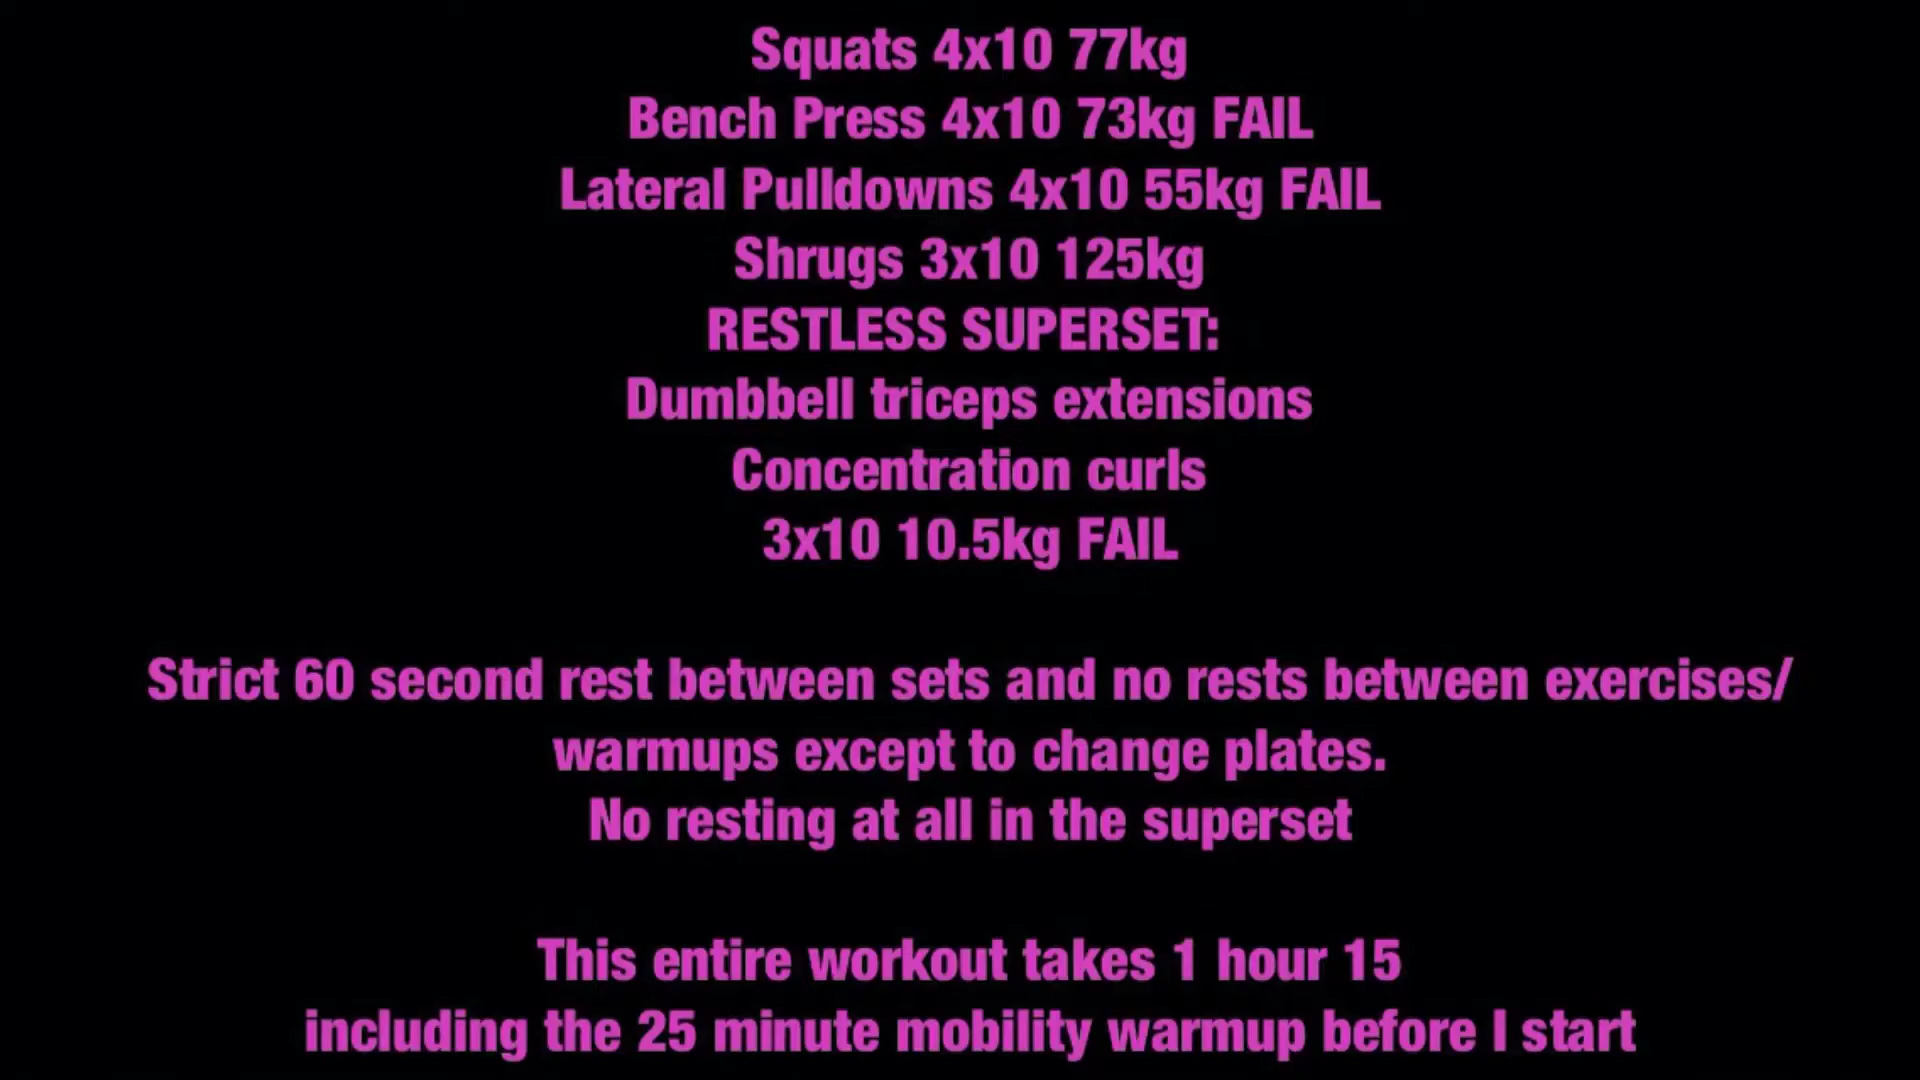 Squats 4x10 77kg
Bench Press 4x10 73kg FAIL
Lateral Pulldowns 4x10 55kg FAIL
Shrugs 3x10 125kg
RESTLESS SUPERSET:
Dumbbell triceps extensions
Concentration curls
3x10 10.5kg FAIL
Strict 60 second rest between sets and no rests between exercises/
warmups except to change plates.
No resting at all in the superset
This entire workout takes 1 hour 15
including the 25 minute mobility warmup before I start